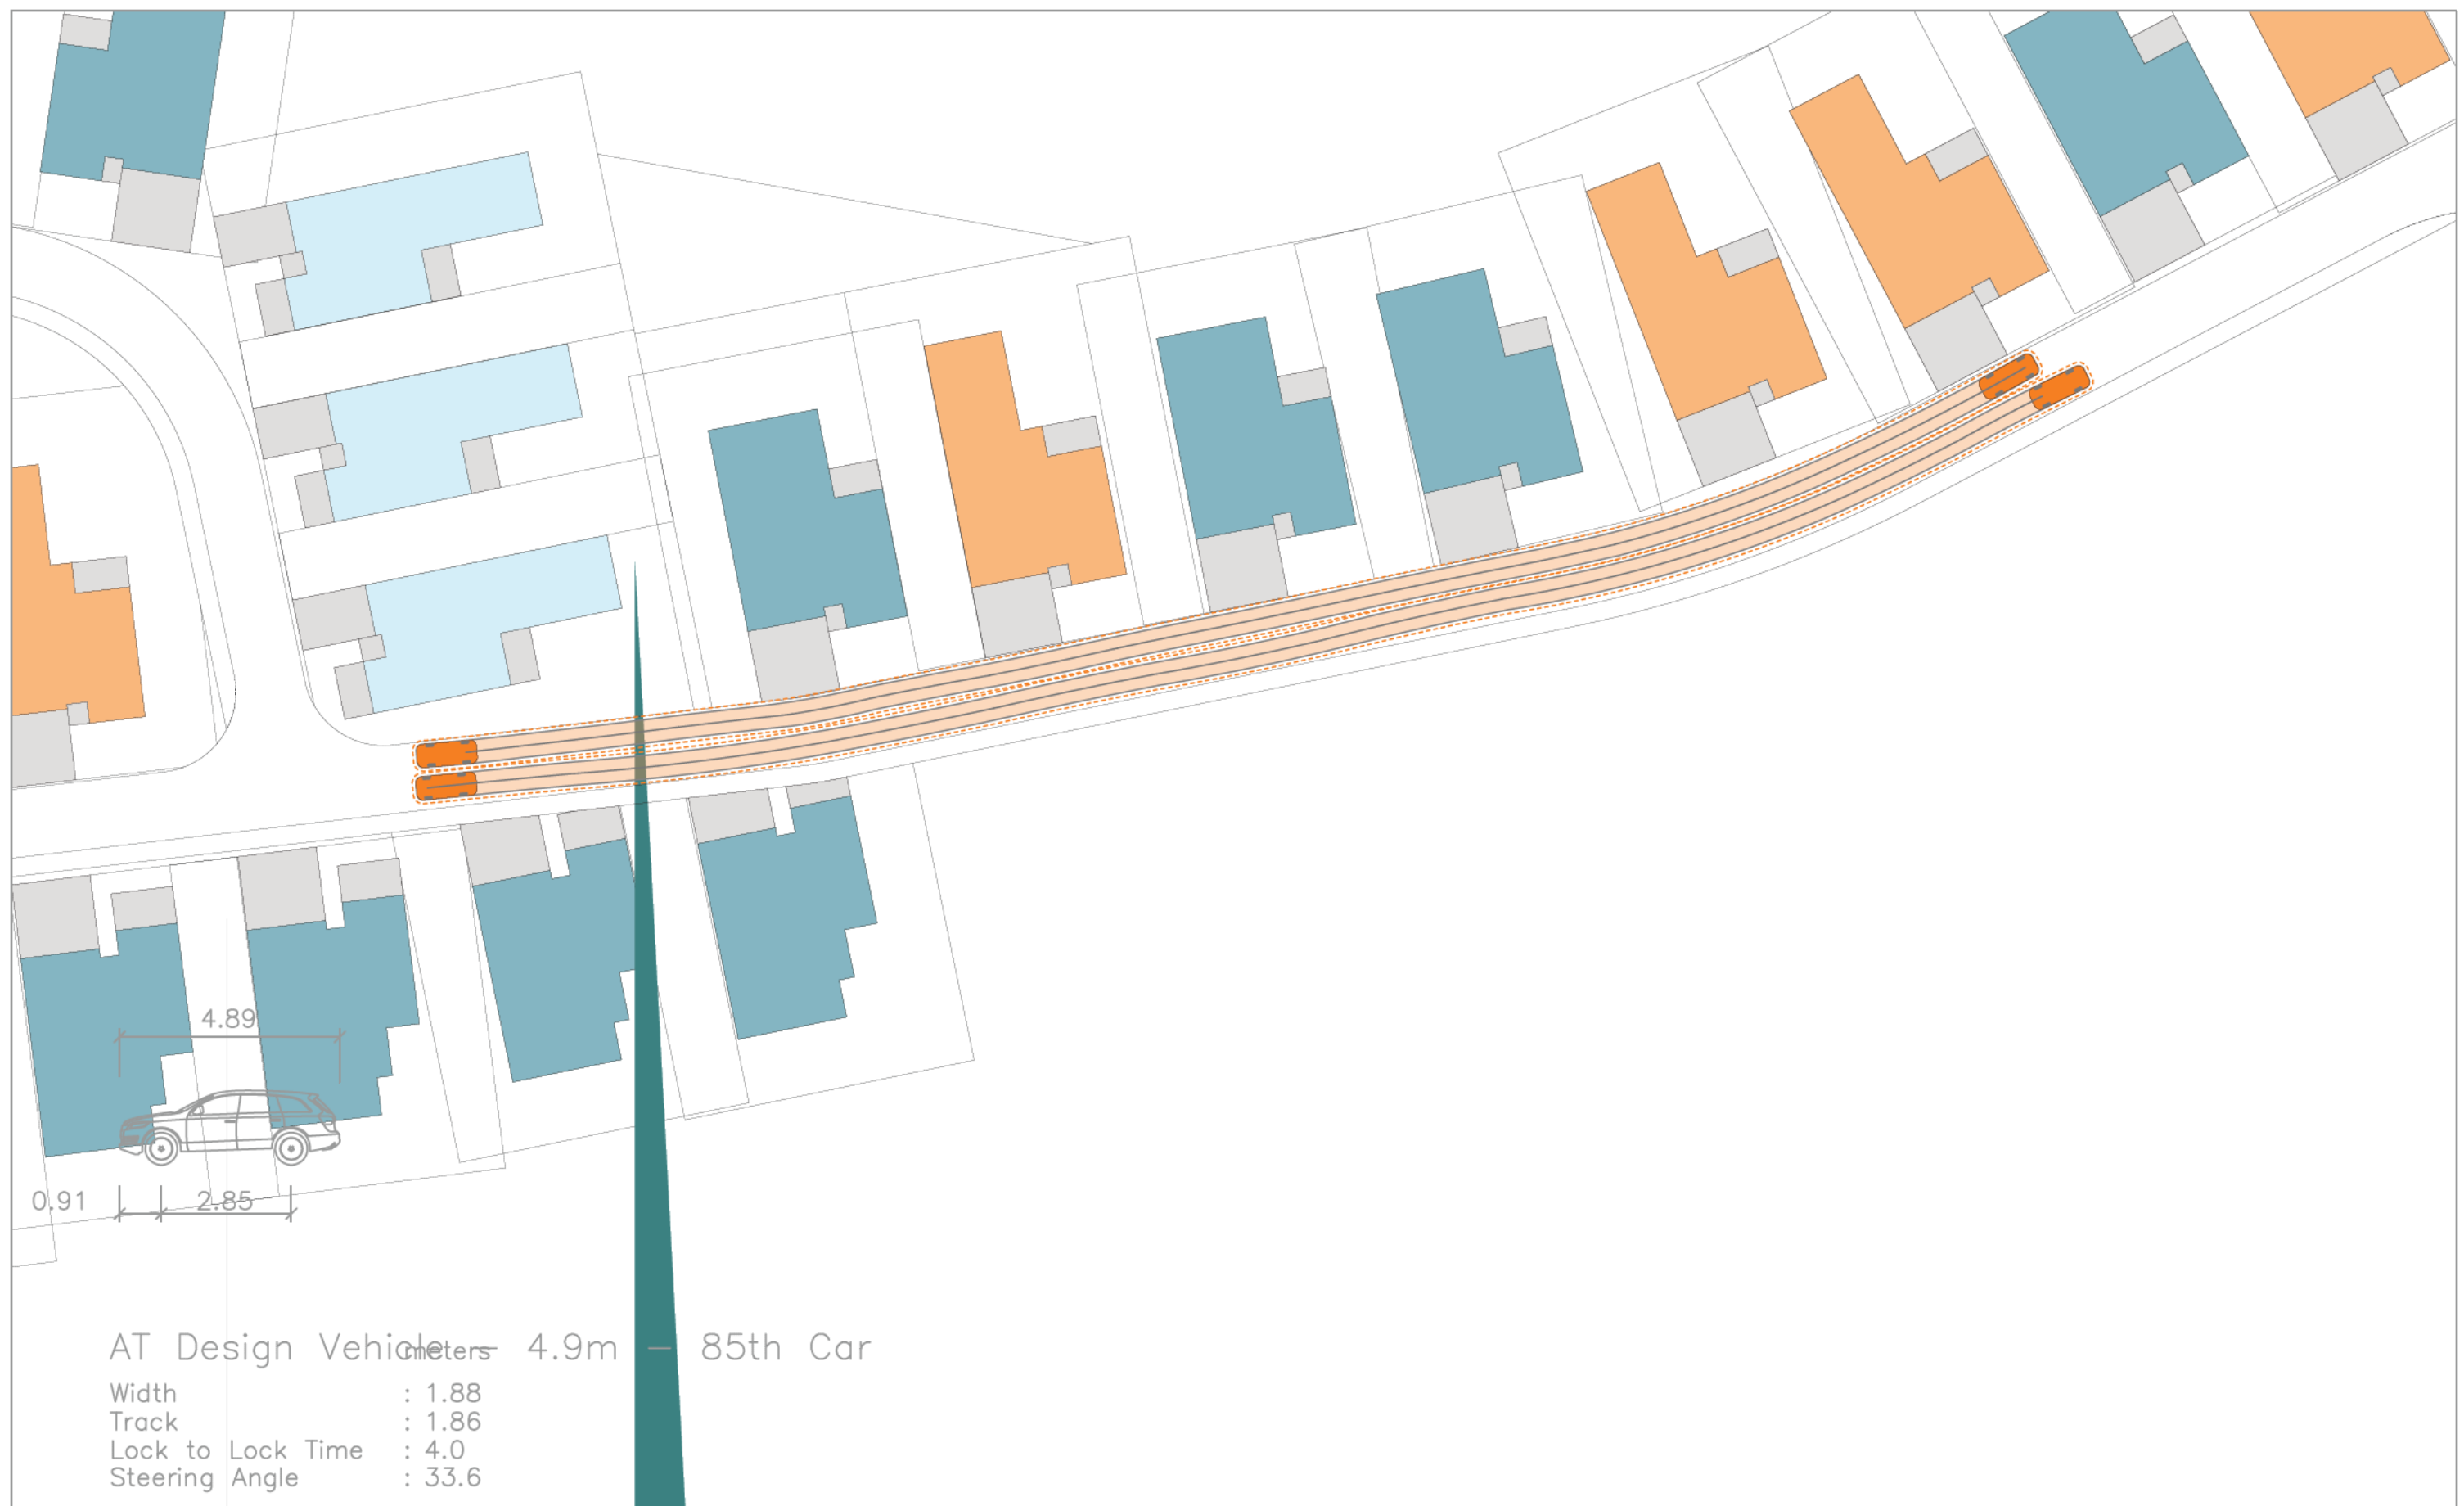 4.89
0.91
2.85
AT Design Vehicle - 4.9m - 85th Car
meters
Width : 1.88
Track : 1.86
Lock to Lock Time : 4.0
Steering Angle : 33.6